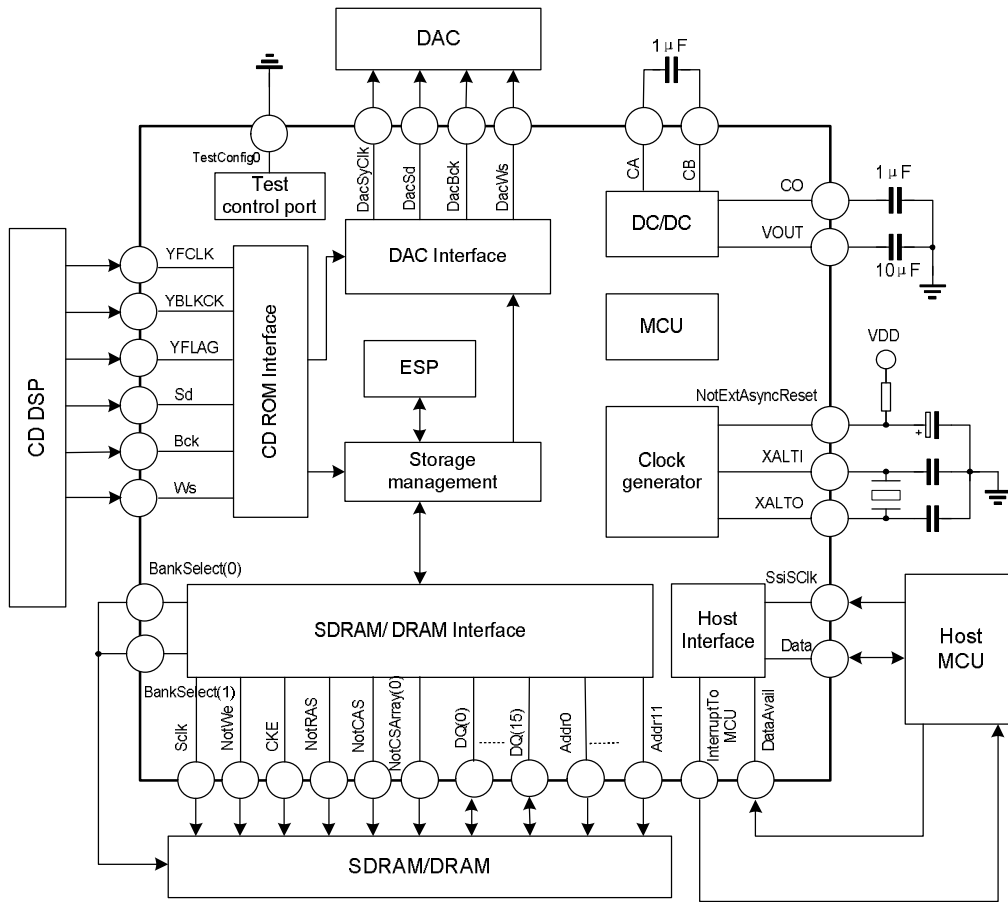 DAC
1μF
TestConfig0
DacSyClk
DacSd
DacBck
DacWs
CA
CB
Test
control port
CO
1μF
DC/DC
VOUT
10μF
YFCLK
DAC Interface
YBLKCK
MCU
VDD
YFLAG
ESP
CD DSP
CD ROM Interface
NotExtAsyncReset
Sd
+
Bck
Storage
management
Clock
generator
XALTI
Ws
XALTO
BankSelect(0)
SsiSClk
SDRAM/ DRAM Interface
Host
Interface
Host
MCU
Data
BankSelect(1)
Sclk
NotWe
CKE
NotRAS
NotCAS
NotCSArray(0)
DQ(0)
......
DQ(15)
Addr0
......
Addr11
InterruptTo
MCU
DataAvail
SDRAM/DRAM